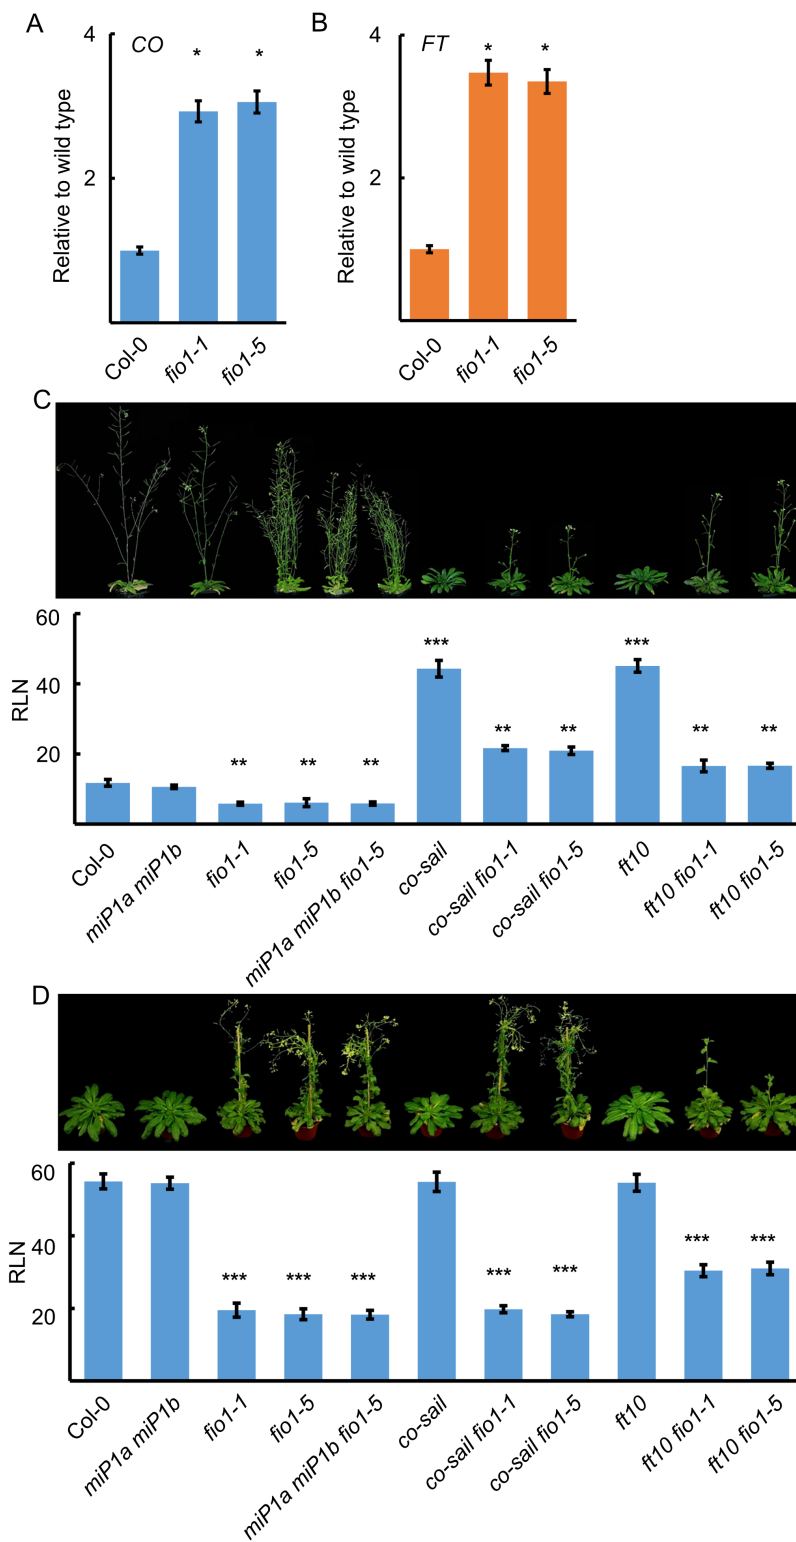 A
CO
4
2
Relative to wild type
*
*
Col-0
fio1-1
fio1-5
B
FT
4
2
Relative to wild type
*
*
Col-0
fio1-1
fio1-5
C
60
40
20
RLN
**
**
**
***
**
**
***
**
**
Col-0
miP1a miP1b
fio1-1
fio1-5
miP1a miP1b fio1-5
co-sail
co-sail fio1-1
co-sail fio1-5
ft10
ft10 fio1-1
ft10 fio1-5
D
60
40
20
RLN
***
***
***
***
***
***
***
Col-0
miP1a miP1b
fio1-1
fio1-5
miP1a miP1b fio1-5
co-sail
co-sail fio1-1
co-sail fio1-5
ft10
ft10 fio1-1
ft10 fio1-5